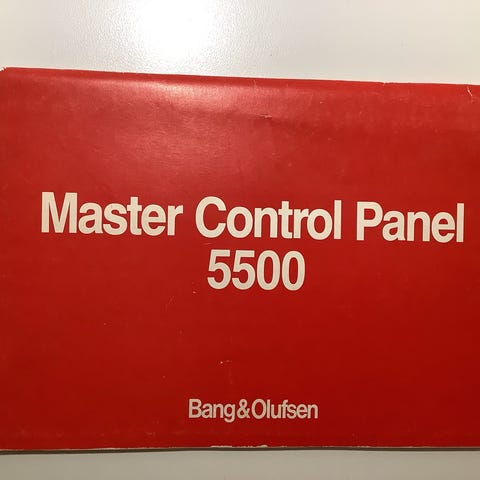 Master Control Panel
5500
Bang&Olufsen